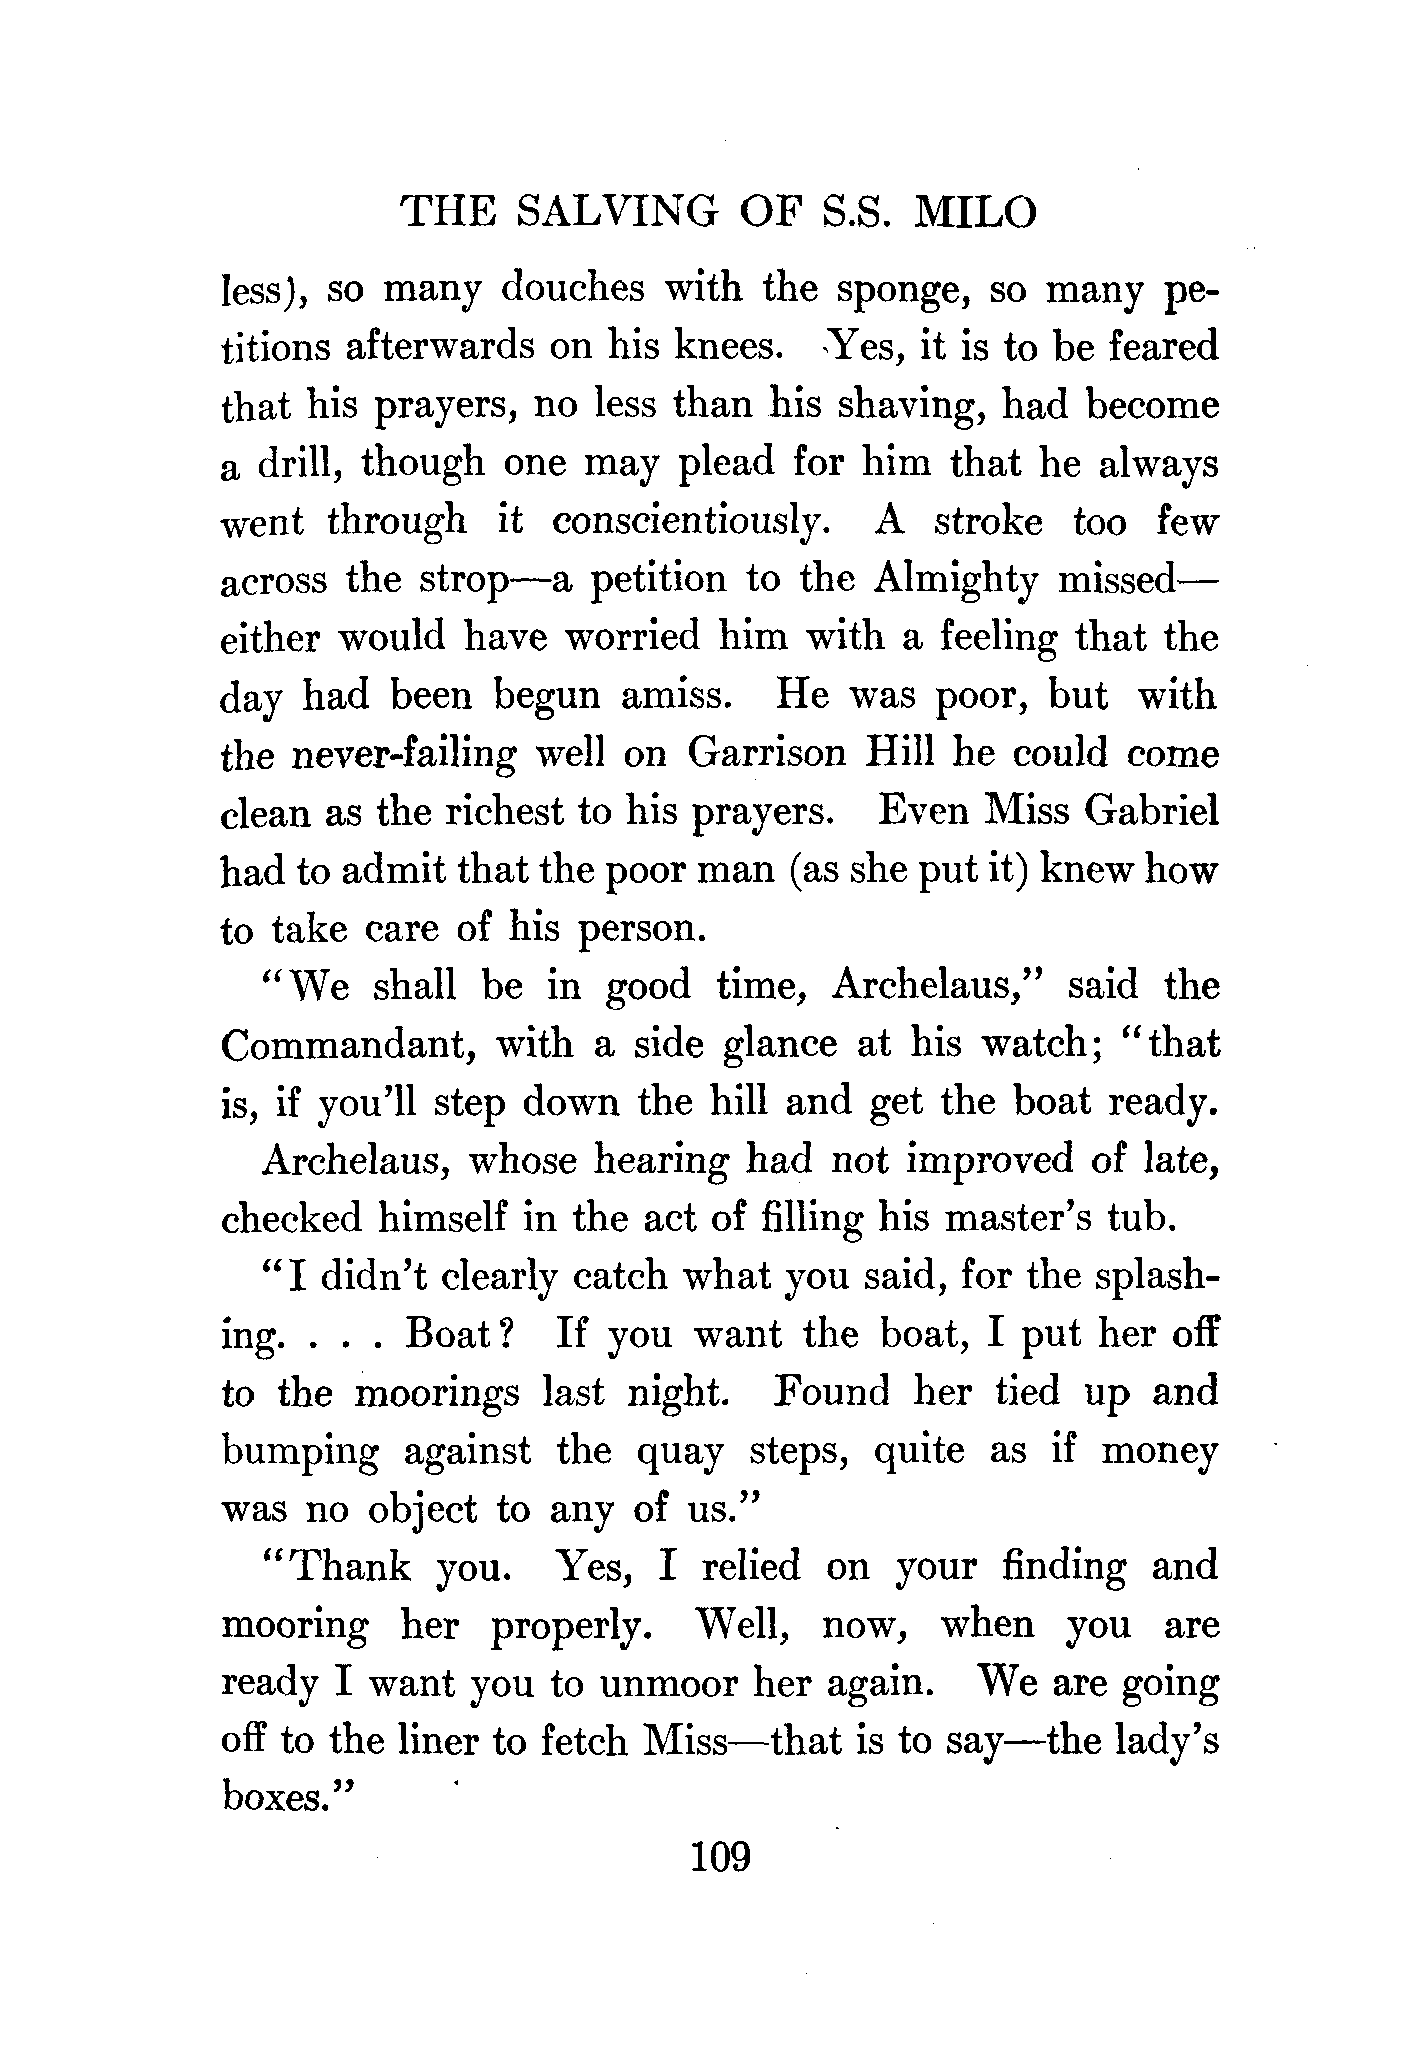 THE SALVING OF S.S. MILO
less), so many douches with the sponge, so many pe-
titions afterwards on his knees. Yes, it is to be feared
that his prayers, no less than his shaving, had become
a drill, though one may plead for him that he always
went through it conscientiously. A stroke too few
across the strop—a petition to the Almighty missed—
either would have worried him with a feeling that the
day had been begun amiss. He was poor, but with
the never-failing well on Garrison Hill he could come
clean as the richest to his prayers. Even Miss Gabriel
had to admit that the poor man (as she put it) knew how
to take care of his person.
"We shall be in good time, Archelaus," said the
Commandant, with a side glance at his watch; "that
is, if you'll step down the hill and get the boat ready.
Archelaus, whose hearing had not improved of late,
checked himself in the act of filling his master's tub.
"I didn't clearly catch what you said, for the splash-
ing. . . . Boat? If you want the boat, I put her off
to the moorings last night. Found her tied up and
bumping against the quay steps, quite as if money
was no object to any of us."
"Thank you. Yes, I relied on your finding and
mooring her properly. Well, now, when you are
ready I want you to unmoor her again. We are going
off to the liner to fetch Miss—that is to say—the lady's
boxes."
109